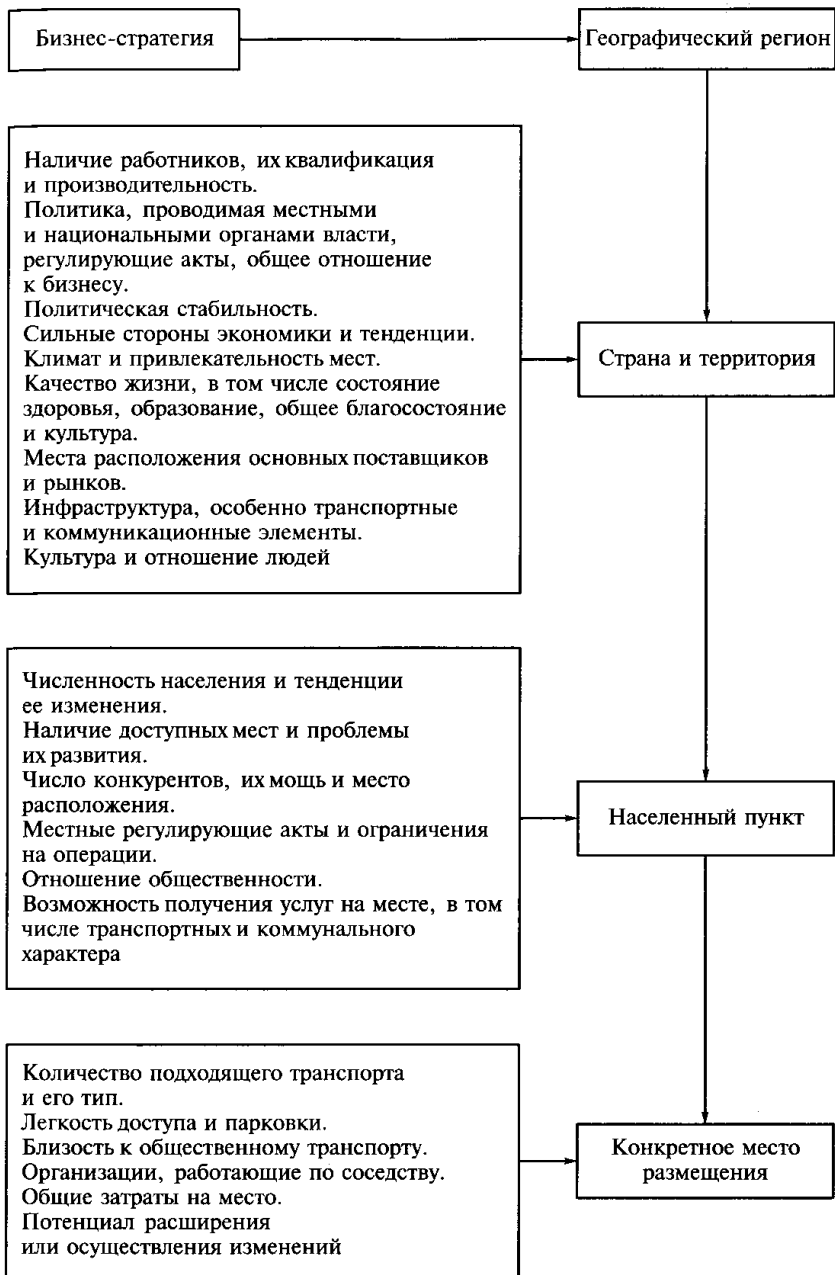 Бизнес-стратегия
Географический регион
Наличие работников, их квалификация
и производительность.
Политика, проводимая местными
и национальными органами власти,
регулирующие акты, общее отношение
к бизнесу.
Политическая стабильность.
Сильные стороны экономики и тенденции.
Климат и привлекательность мест.
Качество жизни, в том числе состояние
здоровья, образование, общее благосостояние
и культура.
Места расположения основных поставщиков
и рынков.
Инфраструктура, особенно транспортные
и коммуникационные элементы.
Культура и отношение людей
Страна и территория
Численность населения и тенденции
ее изменения.
Наличие доступных мест и проблемы
их развития.
Число конкурентов, их мощь и место
расположения.
Местные регулирующие акты и ограничения
на операции.
Отношение общественности.
Возможность получения услуг на месте, в том
числе транспортных и коммунального
характера
Населенный пункт
Количество подходящего транспорта
и его тип.
Легкость доступа и парковки.
Близость к общественному транспорту.
Организации, работающие по соседству.
Общие затраты на место.
Потенциал расширения
или осуществления изменений
Конкретное место
размещения